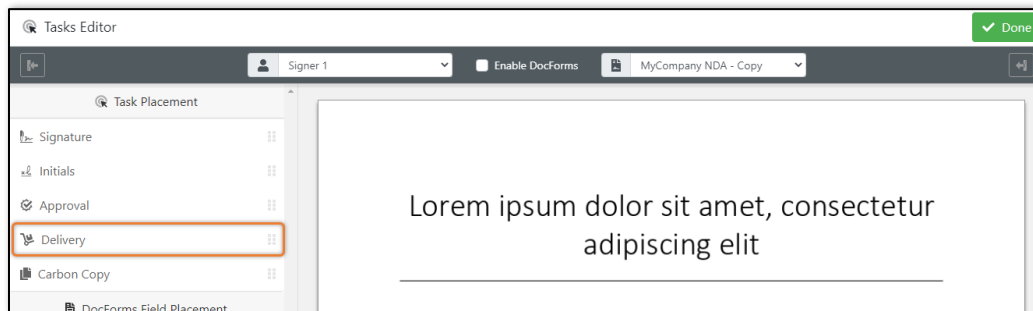 Tasks Editor
Done
Signer 1
Enable DocForms
MyCompany NDA - Copy
Task Placement
Signature
Initials
Approval
Delivery
Carbon Copy
DocForms Field Placement
Lorem ipsum dolor sit amet, consectetur
adipiscing elit